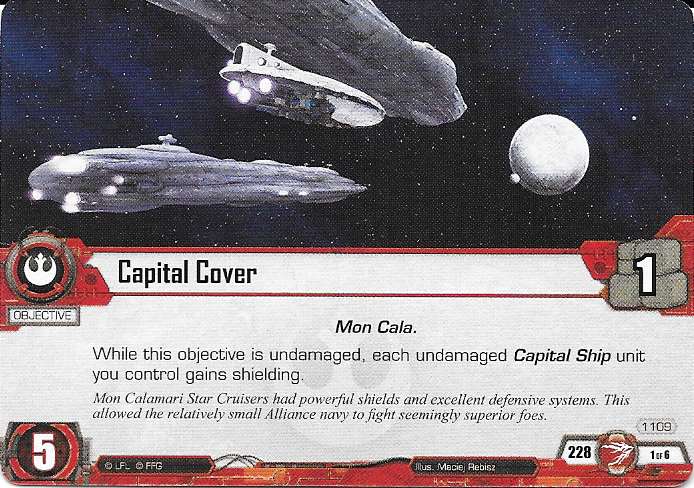 Capital Cover
1
OBJECTIVE
Mon Cala.
While this objective is undamaged, each undamaged Capital Ship unit
you control gains shielding.
Mon Calamari Star Cruisers had powerful shields and excellent defensive systems. This
allowed the relatively small Alliance navy to fight seemingly superior foes.
1109
5
© LFL © FFG
Illus. Maciej Rebisz
228
1 OF 6